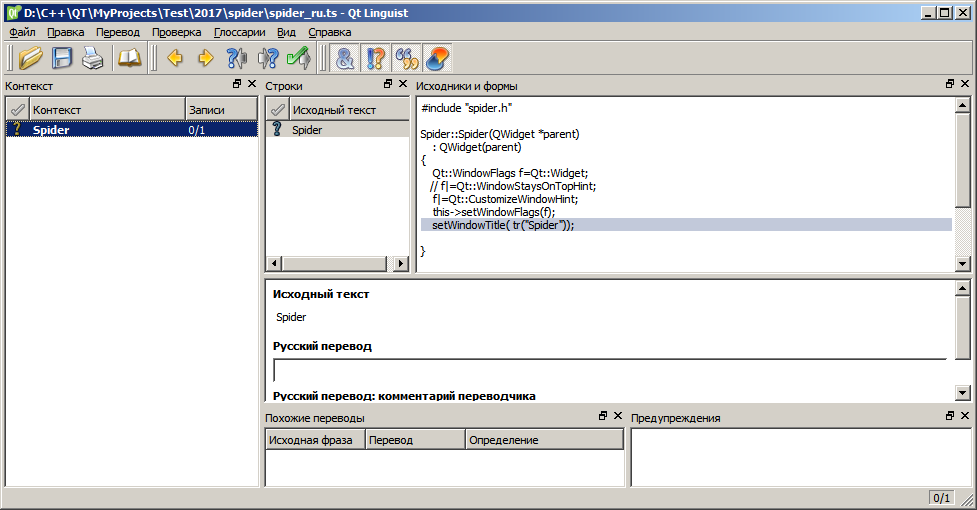 D:\C++\QT\MyProjects\Test\2017\spider\spider_ru.ts - Qt Linguist
Файл Правка Перевод Проверка Глоссарии Вид Справка
Контекст
Контекст Записи
Spider 0/1
Строки
Исходный текст
Spider
Исходники и формы
#include "spider.h"
Spider::Spider(QWidget *parent)
: QWidget(parent)
{
Qt::WindowFlags f=Qt::Widget;
// f|=Qt::WindowStaysOnTopHint;
f|=Qt::CustomizeWindowHint;
this->setWindowFlags(f);
setWindowTitle( tr("Spider"));
}
Исходный текст
Spider
Русский перевод
Русский перевод: комментарий переводчика
Похожие переводы
Исходная фраза Перевод Определение
Предупреждения
0/1